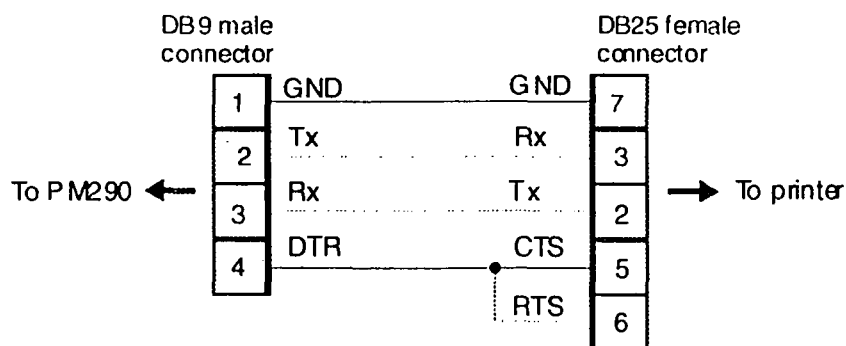 DB9 male
connector
DB25 female
connector
1 GND GND 7
2 Tx Rx 3
To PM290
To printer
3 Rx Tx 2
4 DTR CTS 5
RTS 6